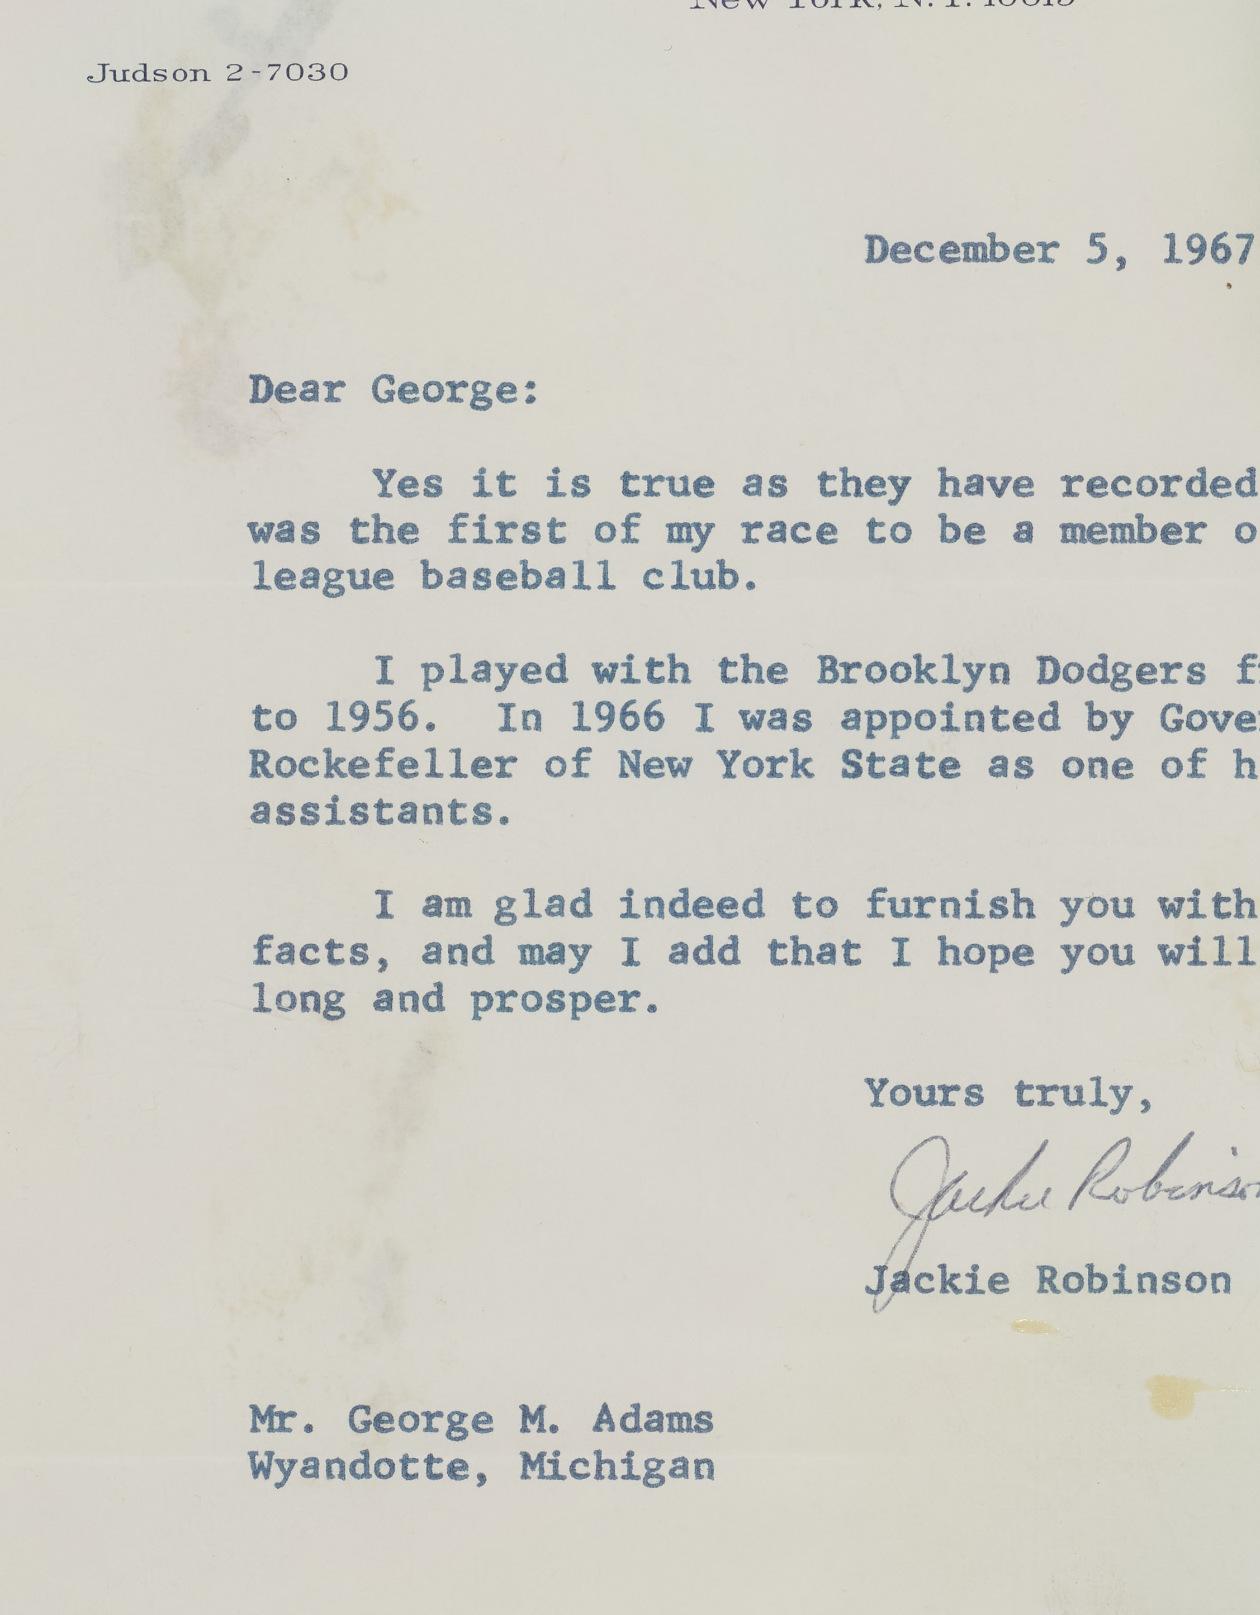 New York, N. Y. 10019
Judson 2-7030
December 5, 1967
Dear George:
Yes it is true as they have recorded
was the first of my race to be a member o
league baseball club.
I played with the Brooklyn Dodgers f
to 1956. In 1966 I was appointed by Gove
Rockefeller of New York State as one of h
assistants.
I am glad indeed to furnish you with
facts, and may I add that I hope you will
long and prosper.
Yours truly,
Jackie Robinson
Jackie Robinson
Mr. George M. Adams
Wyandotte, Michigan